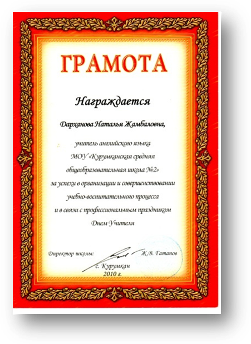 ГРАМОТА
Награждается
Дарханова Наталья Жамбаловна,
учитель английского языка
МОУ «Курумканская средняя
общеобразовательная школа №2»
за успехи в организации и совершенствовании
учебно-воспитательного процесса
и в связи с профессиональным праздником
Днем Учителя
Директор школы: Ж.В. Гатапов
г. Курумкан
2010 г.